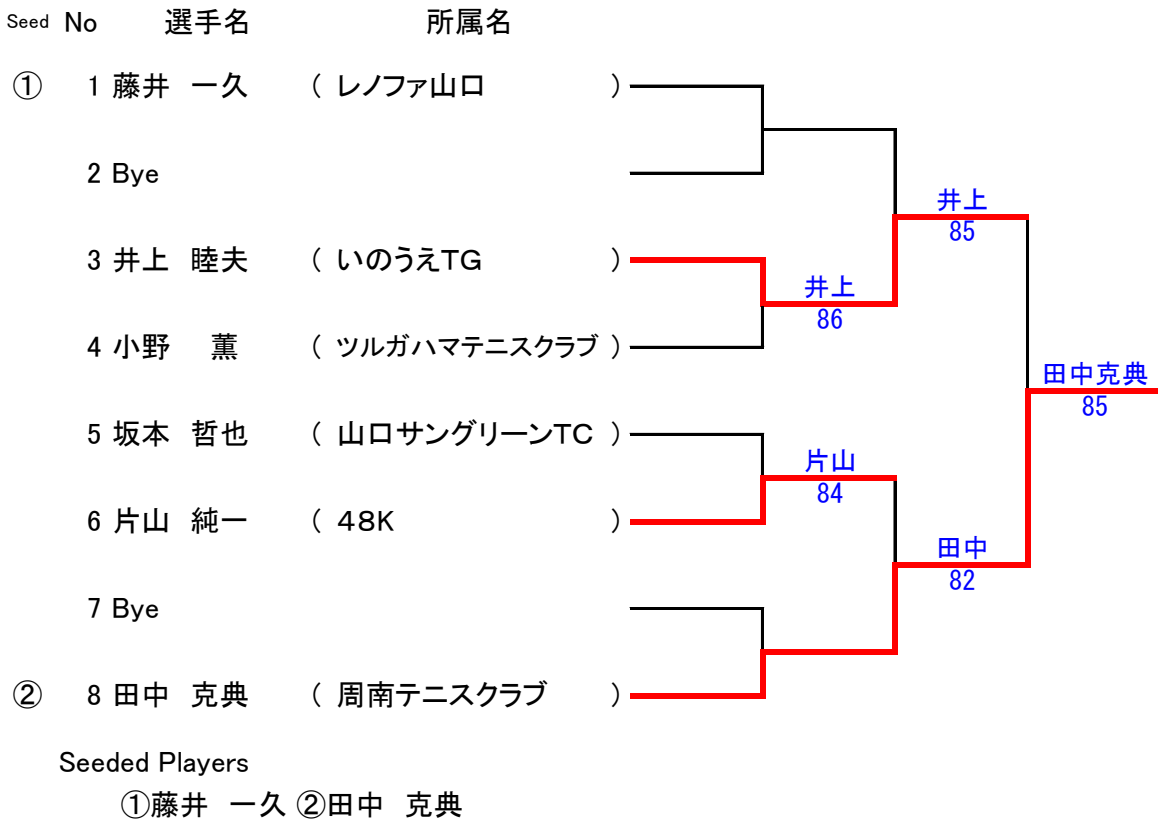 Seed No 選手名 所属名
① 1 藤井 一久 ( レノファ山口 )
2 Bye
井上
85
3 井上 睦夫 ( いのうえTG )
井上
86
4 小野 薫 ( ツルガハマテニスクラブ )
田中克典
85
5 坂本 哲也 ( 山口サングリーンTC )
片山
84
6 片山 純一 ( 48K )
田中
82
7 Bye
② 8 田中 克典 ( 周南テニスクラブ )
Seeded Players
①藤井 一久 ②田中 克典